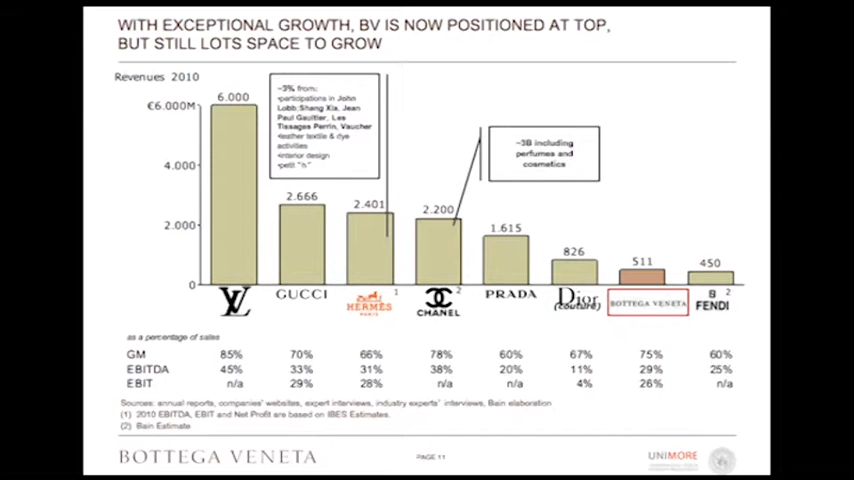 WITH EXCEPTIONAL GROWTH, BV IS NOW POSITIONED AT TOP,
BUT STILL LOTS SPACE TO GROW
Revenues 2010
€6.000M
4.000
2.000
0
6.000
2.666
2.401
2.200
1.615
826
511
450
~3% from:
•participations in John
Lobb;Shang Xia, Jean
Paul Gaultier, Les
Tissages Perrin, Vaucher
•leather textile & dye
activities
•interior design
•petit "h"
~3B including
perfumes and
cosmetics
LV
GUCCI
HERMÈS
PARIS
1
CHANEL
2
PRADA
Dior
(couture)
BOTTEGA VENETA
FENDI
2
as a percentage of sales
GM 85% 70% 66% 78% 60% 67% 75% 60%
EBITDA 45% 33% 31% 38% 20% 11% 29% 25%
EBIT n/a 29% 28% n/a n/a 4% 26% n/a
Sources: annual reports, companies' websites, expert interviews, industry experts' interviews, Bain elaboration
(1) 2010 EBITDA, EBIT and Net Profit are based on IBES Estimates.
(2) Bain Estimate
BOTTEGA VENETA
PAGE 11
UNIMORE